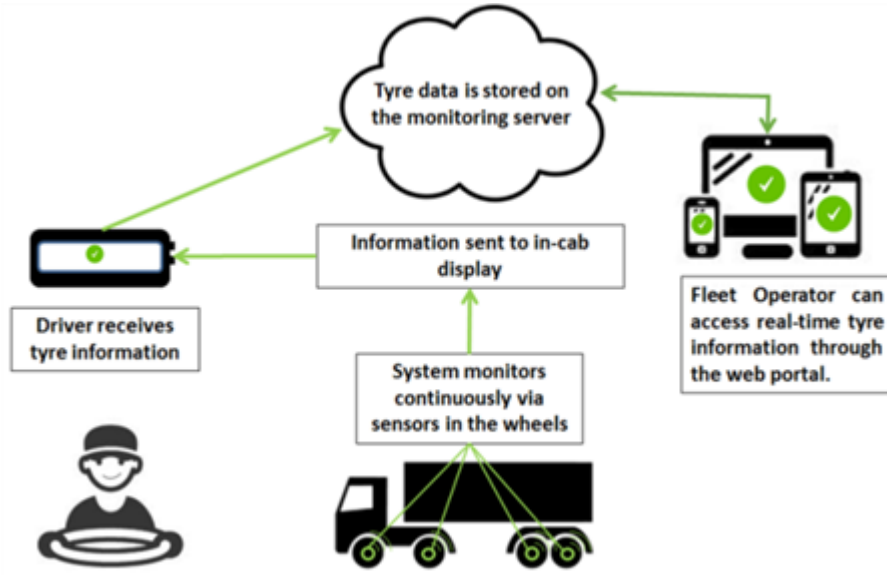 Tyre data is stored on
the monitoring server
Information sent to in-cab
display
Driver receives
tyre information
System monitors
continuously via
sensors in the wheels
Fleet Operator can
access real-time tyre
information through
the web portal.